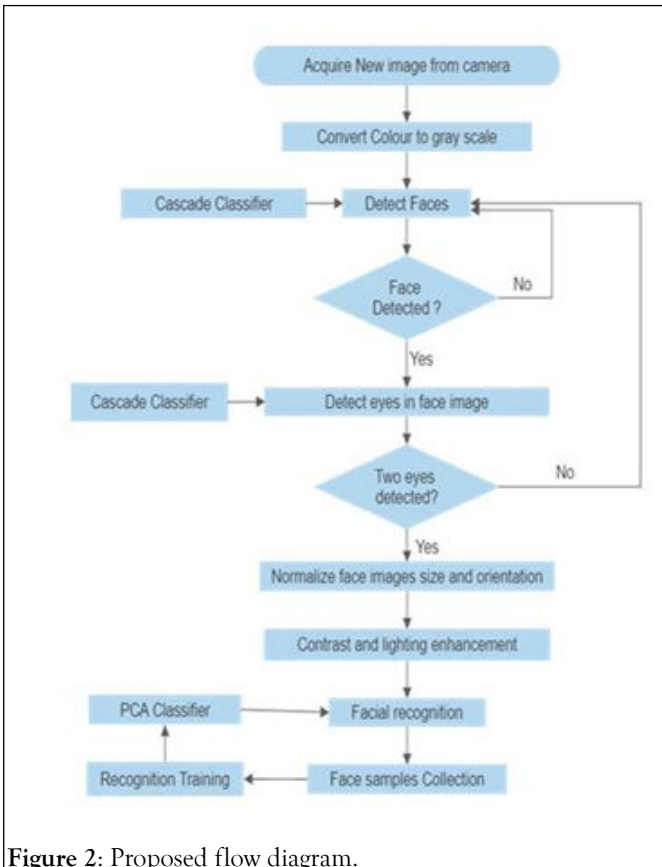 Acquire New image from camera
Convert Colour to gray scale
Cascade Classifier
Detect Faces
Face
Detected ?
No
Yes
Cascade Classifier
Detect eyes in face image
Two eyes
detected?
No
Yes
Normalize face images size and orientation
Contrast and lighting enhancement
PCA Classifier
Facial recognition
Recognition Training
Face samples Collection
Figure 2: Proposed flow diagram.